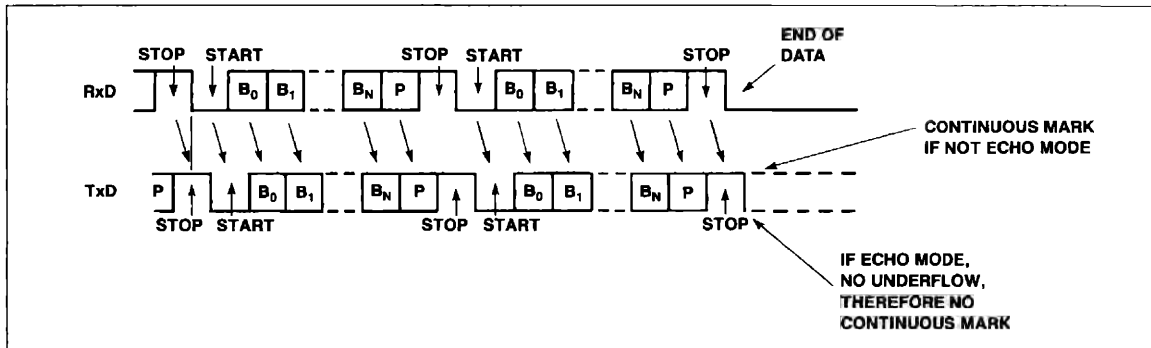 END OF
DATA
STOP START STOP START STOP
RxD B0 B1 BN P B0 B1 BN P
CONTINUOUS MARK
IF NOT ECHO MODE
TxD P B0 B1 BN P B0 B1 BN P
STOP START STOP START STOP
IF ECHO MODE,
NO UNDERFLOW,
THEREFORE NO
CONTINUOUS MARK